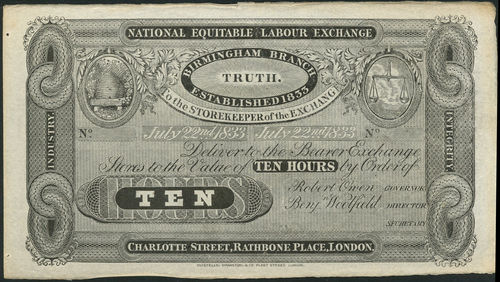 NATIONAL EQUITABLE LABOUR EXCHANGE
BIRMINGHAM BRANCH
TRUTH.
ESTABLISHED 1833
To the STOREKEEPER of the EXCHANGE
INDUSTRY
INTEGRITY
No July 22nd 1833 July 22nd 1833 No
Deliver to the Bearer Exchange
Stores to the Value of TEN HOURS by Order of
HOURS
TEN
Robert Owen GOVERNOR
Benj. Woolfield DIRECTOR
SECRETARY
CHARLOTTE STREET, RATHBONE PLACE, LONDON.